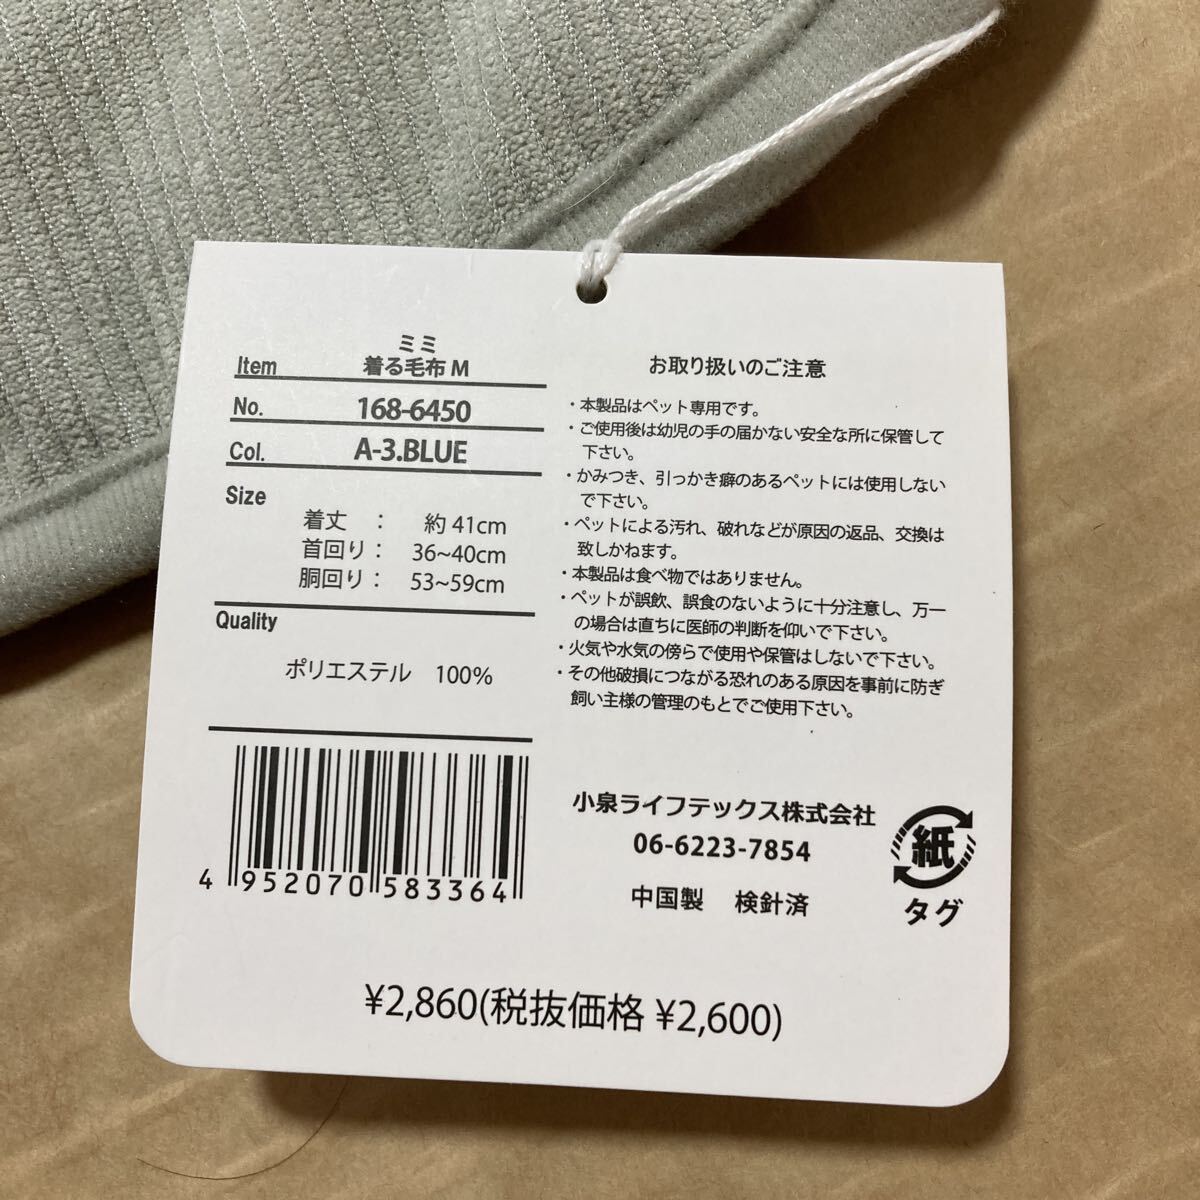 ミミ
Item 着る毛布 M
No. 168-6450
Col. A-3.BLUE
Size
着丈 ： 約 41cm
首回り： 36~40cm
胴回り： 53~59cm
Quality
ポリエステル 100%
4 952070 583364
お取り扱いのご注意
・本製品はペット専用です。
・ご使用後は幼児の手の届かない安全な所に保管して
下さい。
・かみつき、引っかき癖のあるペットには使用しない
で下さい。
・ペットによる汚れ、破れなどが原因の返品、交換は
致しかねます。
・本製品は食べ物ではありません。
・ペットが誤飲、誤食のないように十分注意し、万一
の場合は直ちに医師の判断を仰いで下さい。
・火気や水気の傍らで使用や保管はしないで下さい。
・その他破損につながる恐れのある原因を事前に防ぎ
飼い主様の管理のもとでご使用下さい。
小泉ライフテックス株式会社
06-6223-7854
中国製 検針済
紙
タグ
¥2,860(税抜価格 ¥2,600)